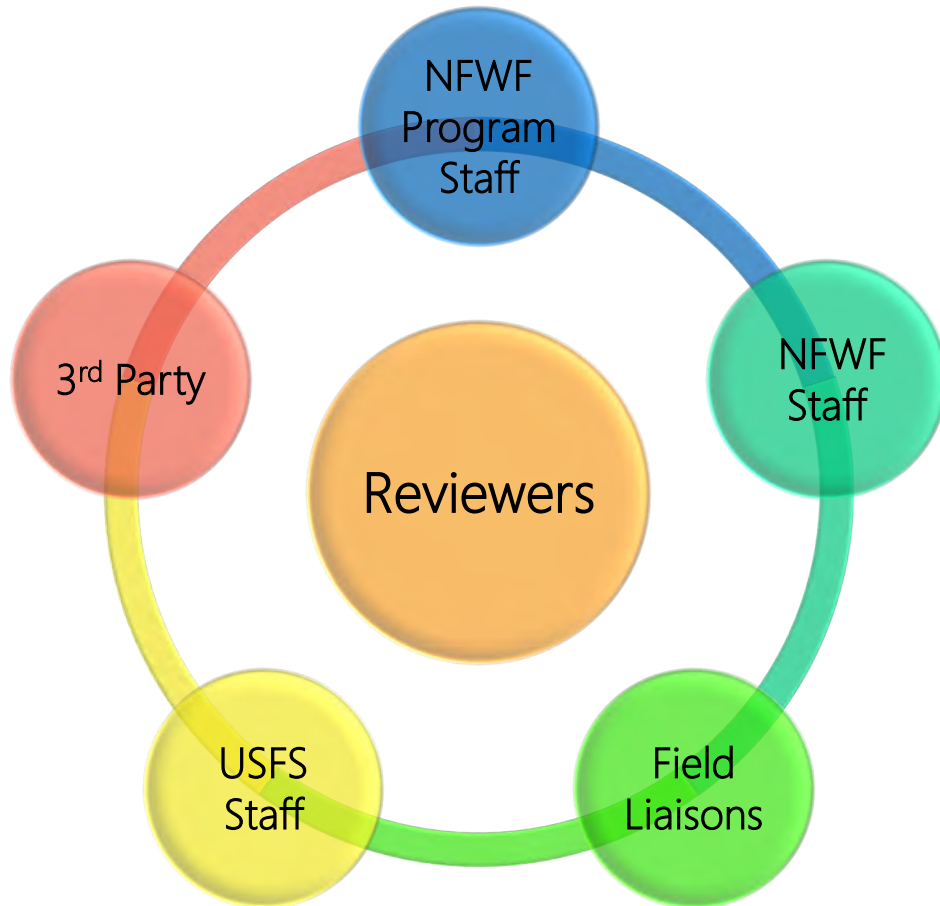 NFWF
Program
Staff
3rd Party
NFWF
Staff
Reviewers
USFS
Staff
Field
Liaisons